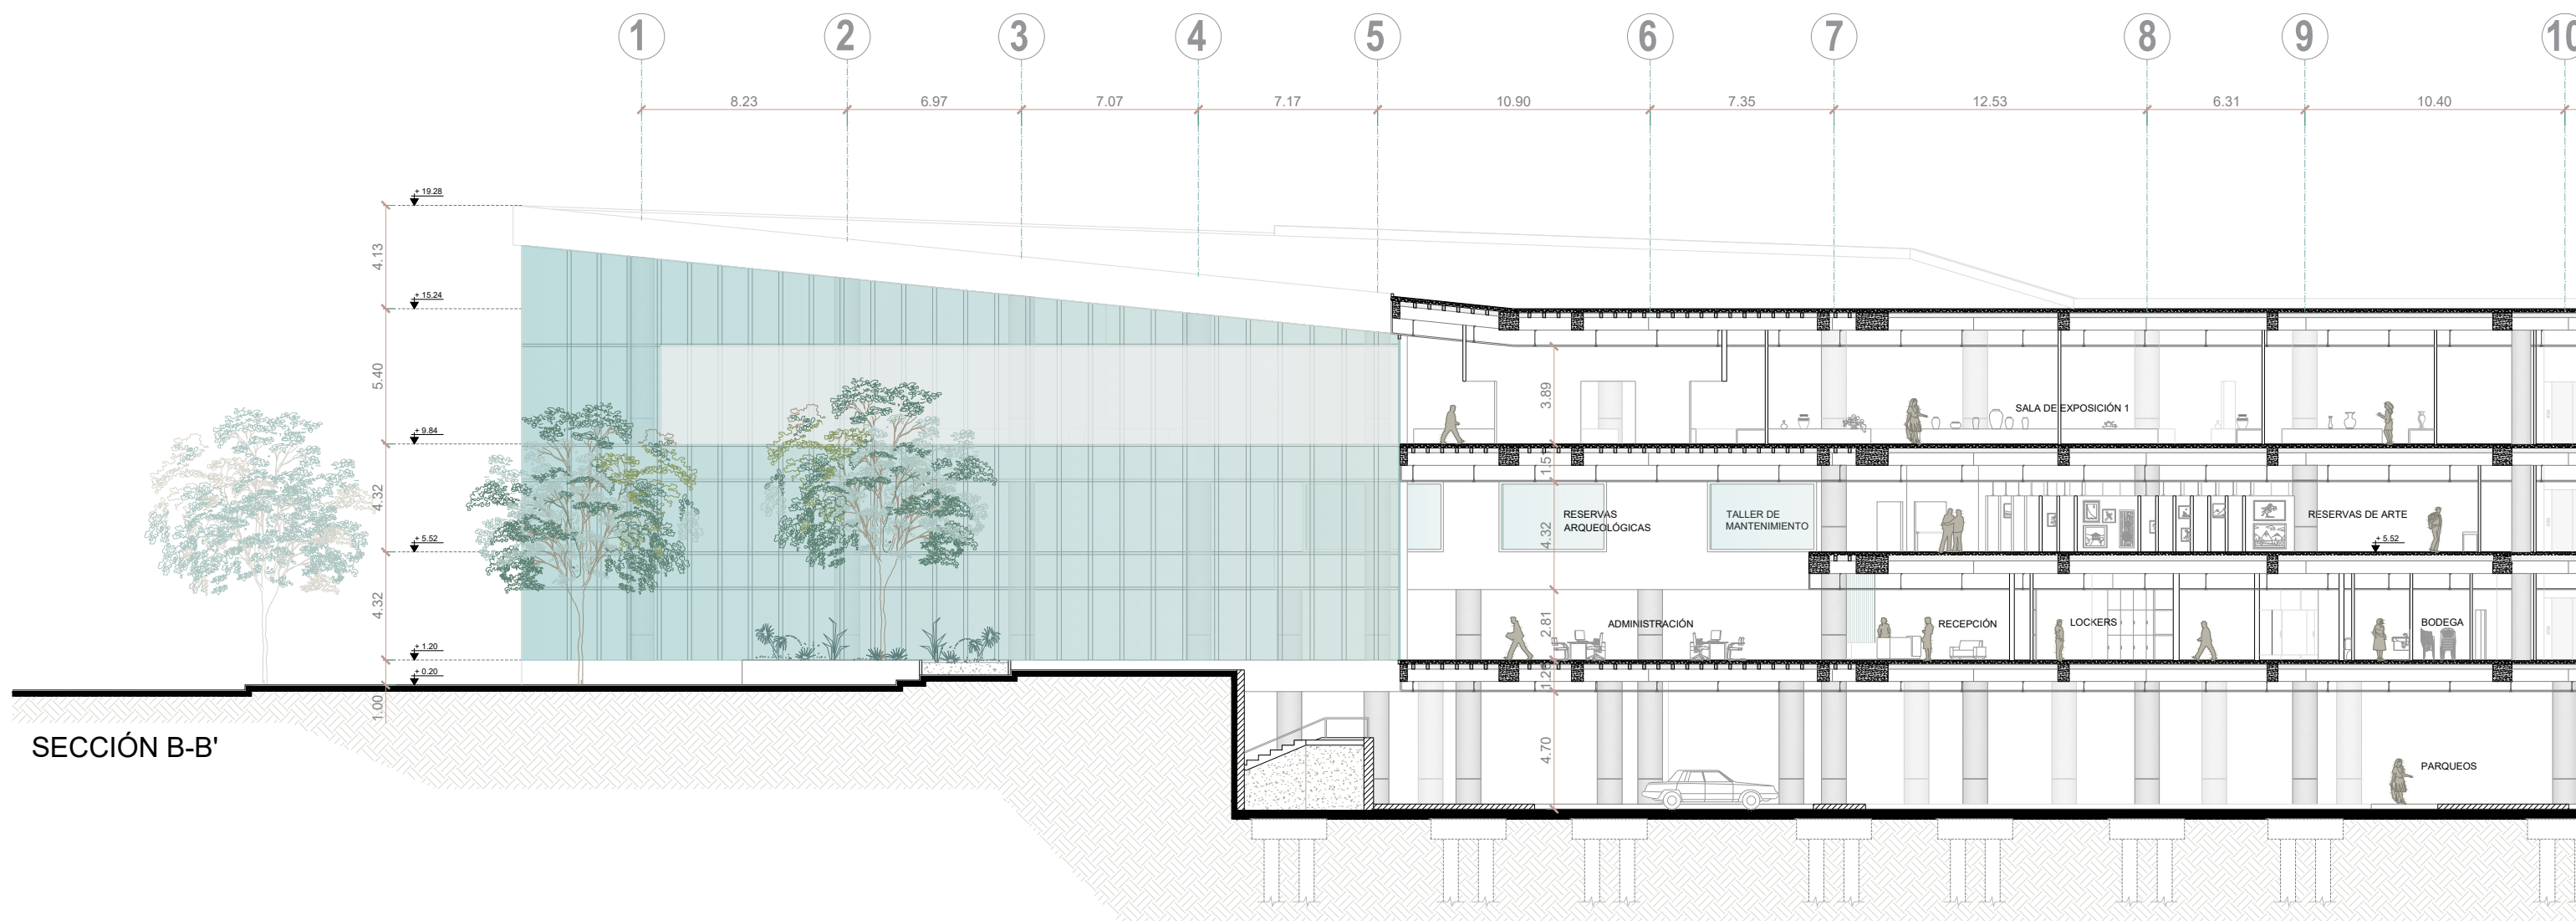 1 2 3 4 5 6 7 8 9 10
8.23 6.97 7.07 7.17 10.90 7.35 12.53 6.31 10.40
+ 19.28
4.13
+ 15.24
5.40
3.89
SALA DE EXPOSICIÓN 1
+ 9.84
1.51
4.32
RESERVAS
ARQUEOLÓGICAS
TALLER DE
MANTENIMIENTO
RESERVAS DE ARTE
4.32
+ 5.52
+ 5.52
4.32
2.81
ADMINISTRACIÓN
RECEPCIÓN
LOCKERS
BODEGA
+ 1.20
+ 0.20
1.00
SECCIÓN B-B'
4.70
PARQUEOS